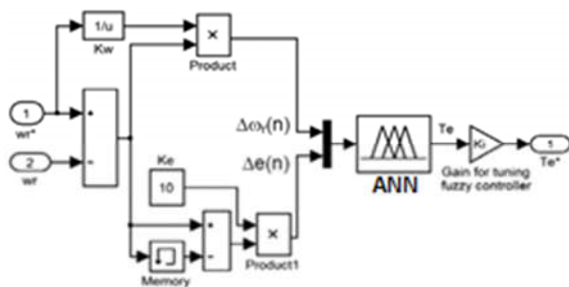 1/u
Kw
×
Product
1
wr*
+
-
2
wr
Δωr(n)
Δe(n)
Ke
10
+
-
×
Product1
Memory
ANN
Te
Ki
Gain for tuning
fuzzy controller
1
Te*